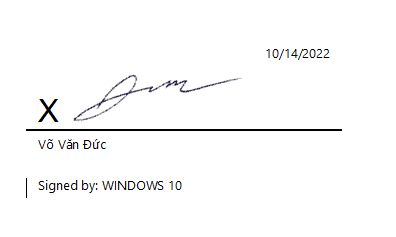 10/14/2022
X
Võ Văn Đức
Signed by: WINDOWS 10